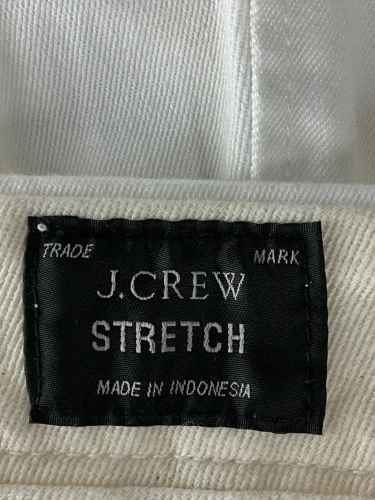 TRADE MARK
J.CREW
STRETCH
MADE IN INDONESIA